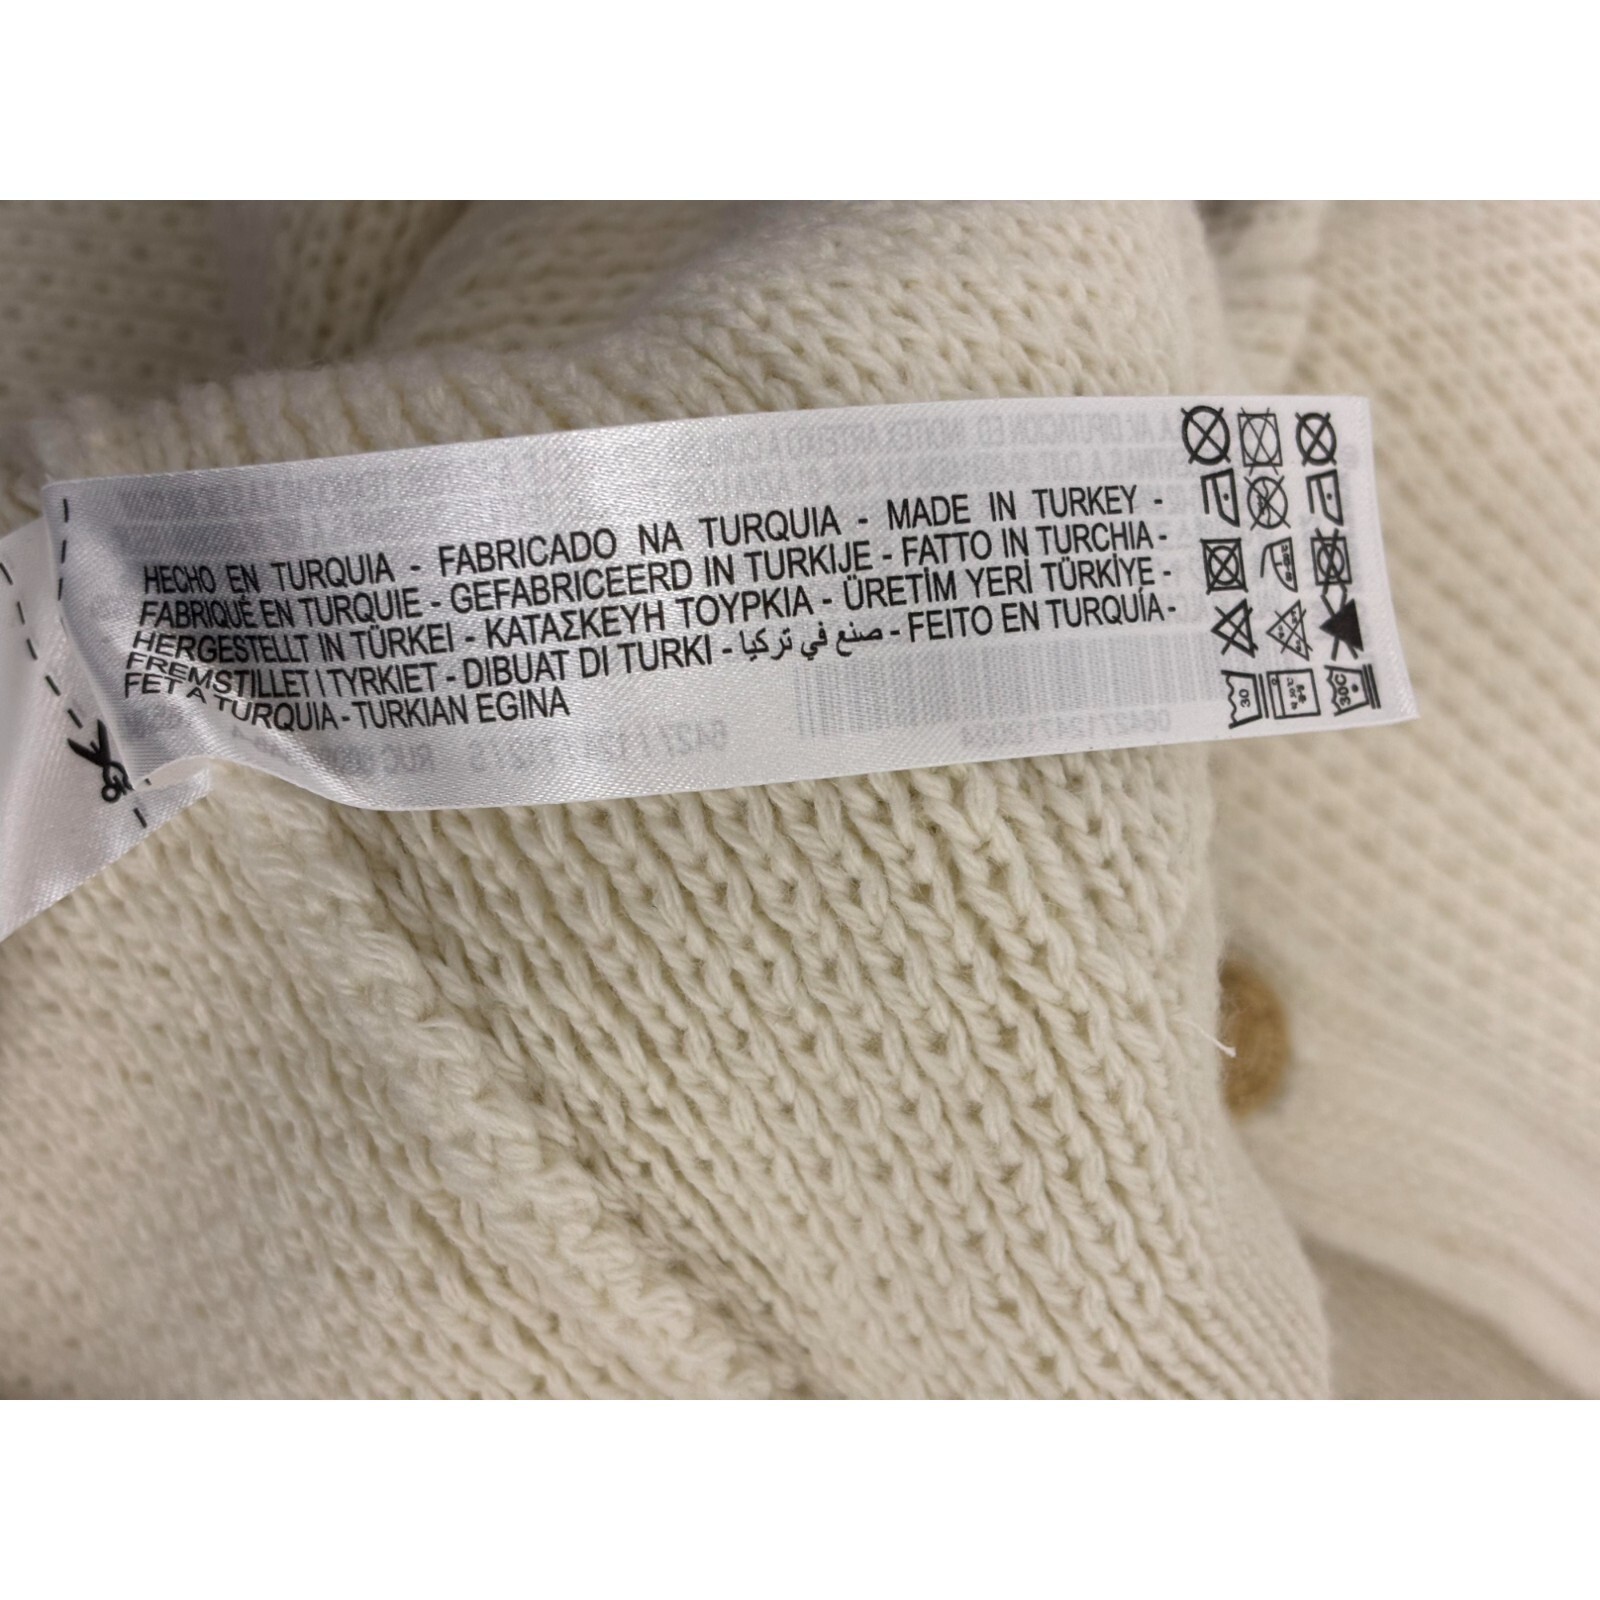 HECHO EN TURQUIA - FABRICADO NA TURQUIA - MADE IN TURKEY -
FABRIQUÉ EN TURQUIE - GEFABRICEERD IN TURKIJE - FATTO IN TURCHIA -
HERGESTELLT IN TÜRKEI - ΚΑΤΑΣΚΕΥΗ ΤΟΥΡΚΙΑ - ÜRETİM YERİ TÜRKİYE -
FREMSTILLET I TYRKIET - DIBUAT DI TURKI - صنع في تركيا - FEITO EN TURQUÍA -
FET A TURQUIA - TURKIAN EGINA
30
30C